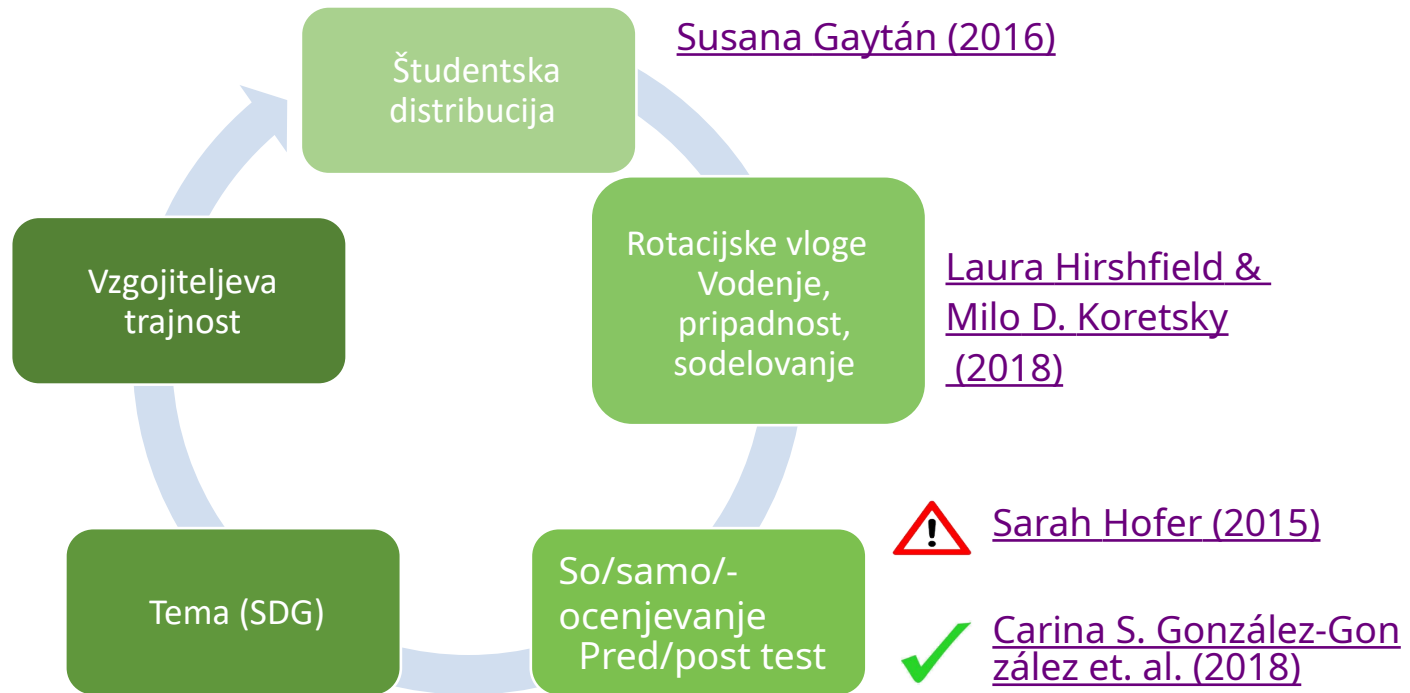 Študentska
distribucija
Susana Gaytán (2016)
Rotacijske vloge
Vodenje,
pripadnost,
sodelovanje
Laura Hirshfield &
Milo D. Koretsky
(2018)
Sarah Hofer (2015)
So/samo/-
ocenjevanje
Pred/post test
Carina S. González-Gon
zález et. al. (2018)
Tema (SDG)
Vzgojiteljeva
trajnost